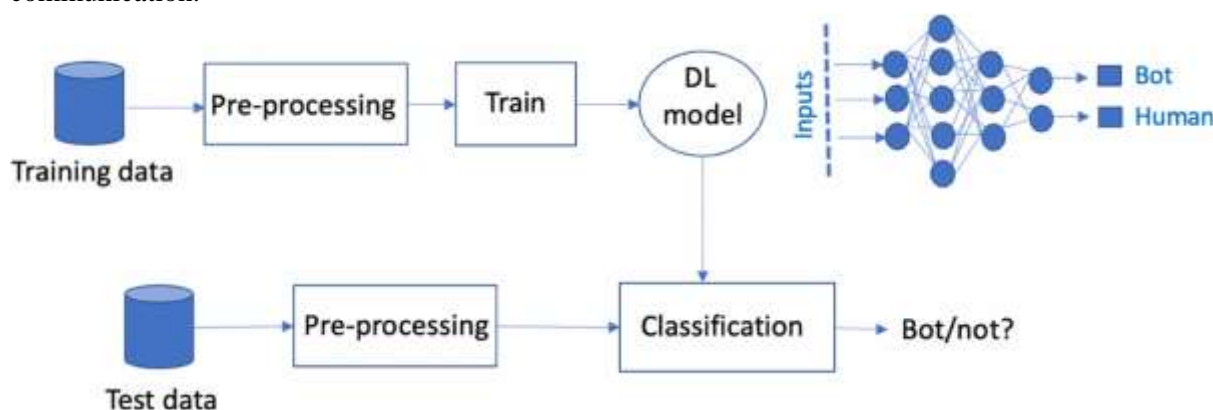 communication.
Pre-processing
Train
DL
model
Inputs
Bot
Human
Training data
Pre-processing
Classification
Bot/not?
Test data